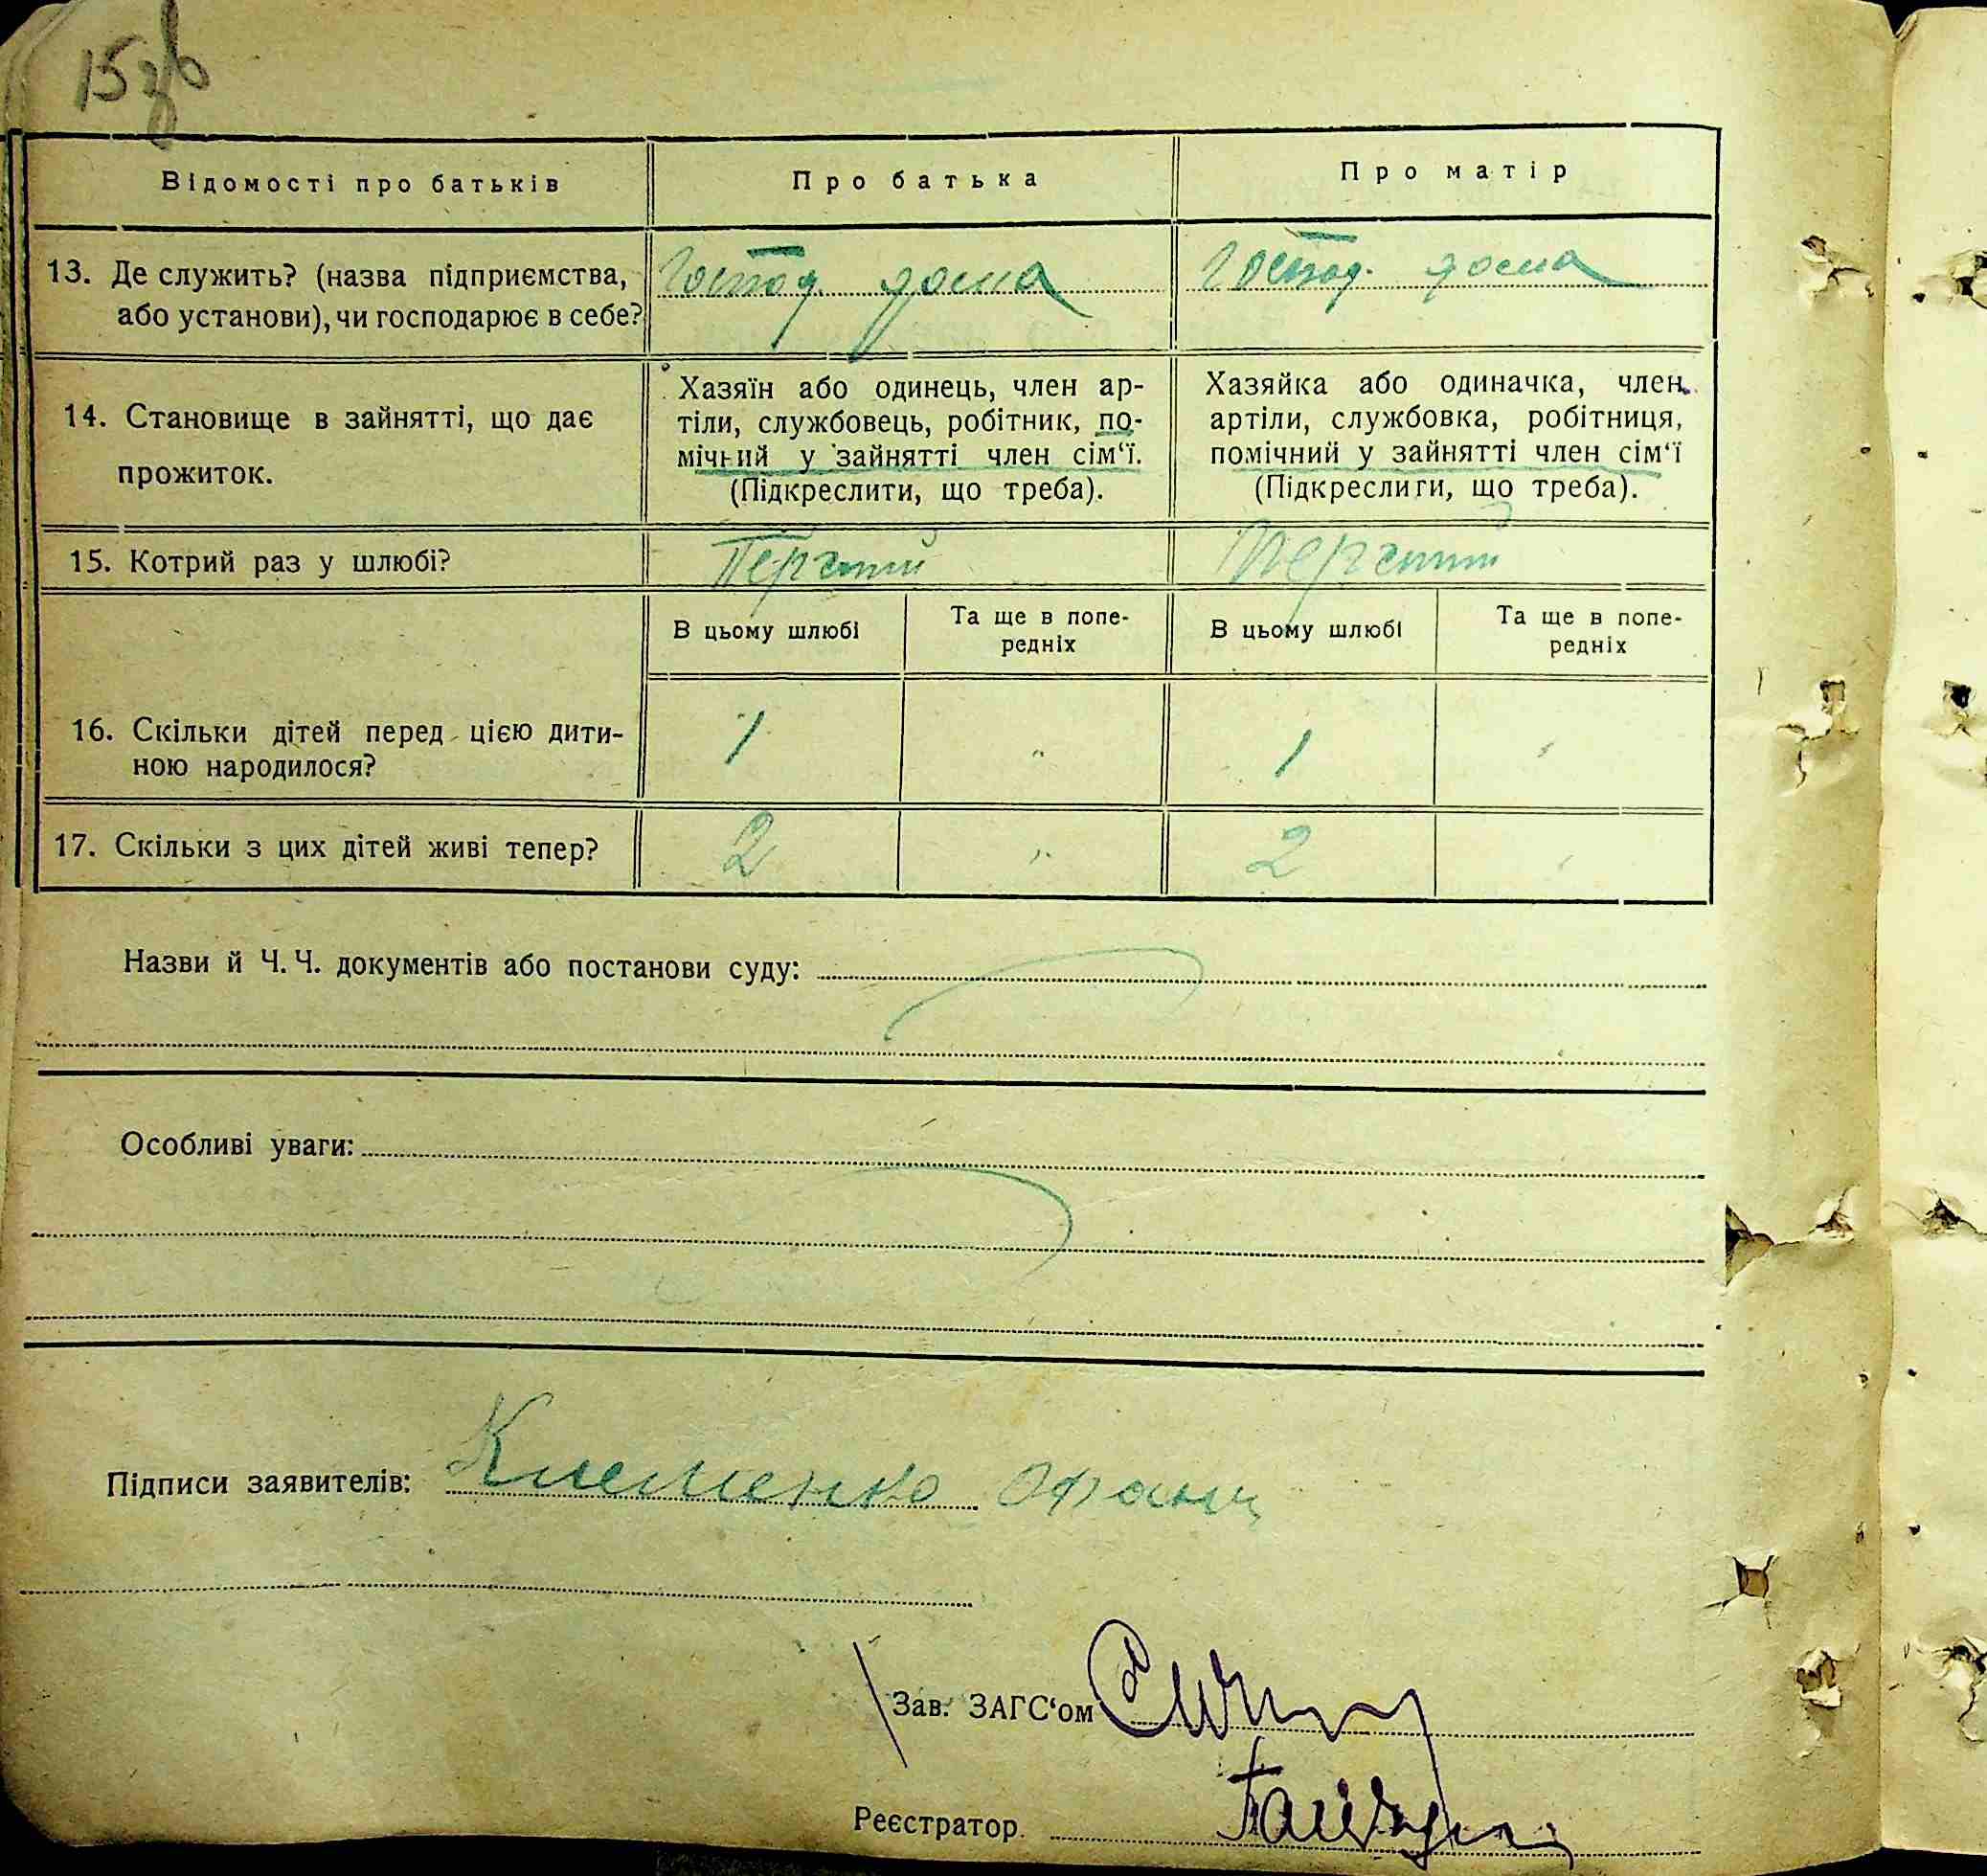 15зв
Відомості про батьків
Про батька
Про матір
13. Де служить? (назва підприємства,
або установи), чи господарює в себе?
Господ. дома
Господ. дома
14. Становище в зайнятті, що дає
прожиток.
Хазяїн або одинець, член ар-
тіли, службовець, робітник, по-
мічний у зайнятті член сім‘ї.
(Підкреслити, що треба).
Хазяйка або одиначка, член
артіли, службовка, робітниця,
помічний у зайнятті член сім‘ї
(Підкреслити, що треба).
15. Котрий раз у шлюбі?
Перший
Перший
В цьому шлюбі
Та ще в попе-
редніх
В цьому шлюбі
Та ще в попе-
редніх
16. Скільки дітей перед цією дити-
ною народилося?
1
"
1
17. Скільки з цих дітей живі тепер?
2
"
2
Назви й Ч. Ч. документів або постанови суду:
Особливі уваги:
Підписи заявителів: Клеменко
Зав. ЗАГС‘ом
Реєстратор